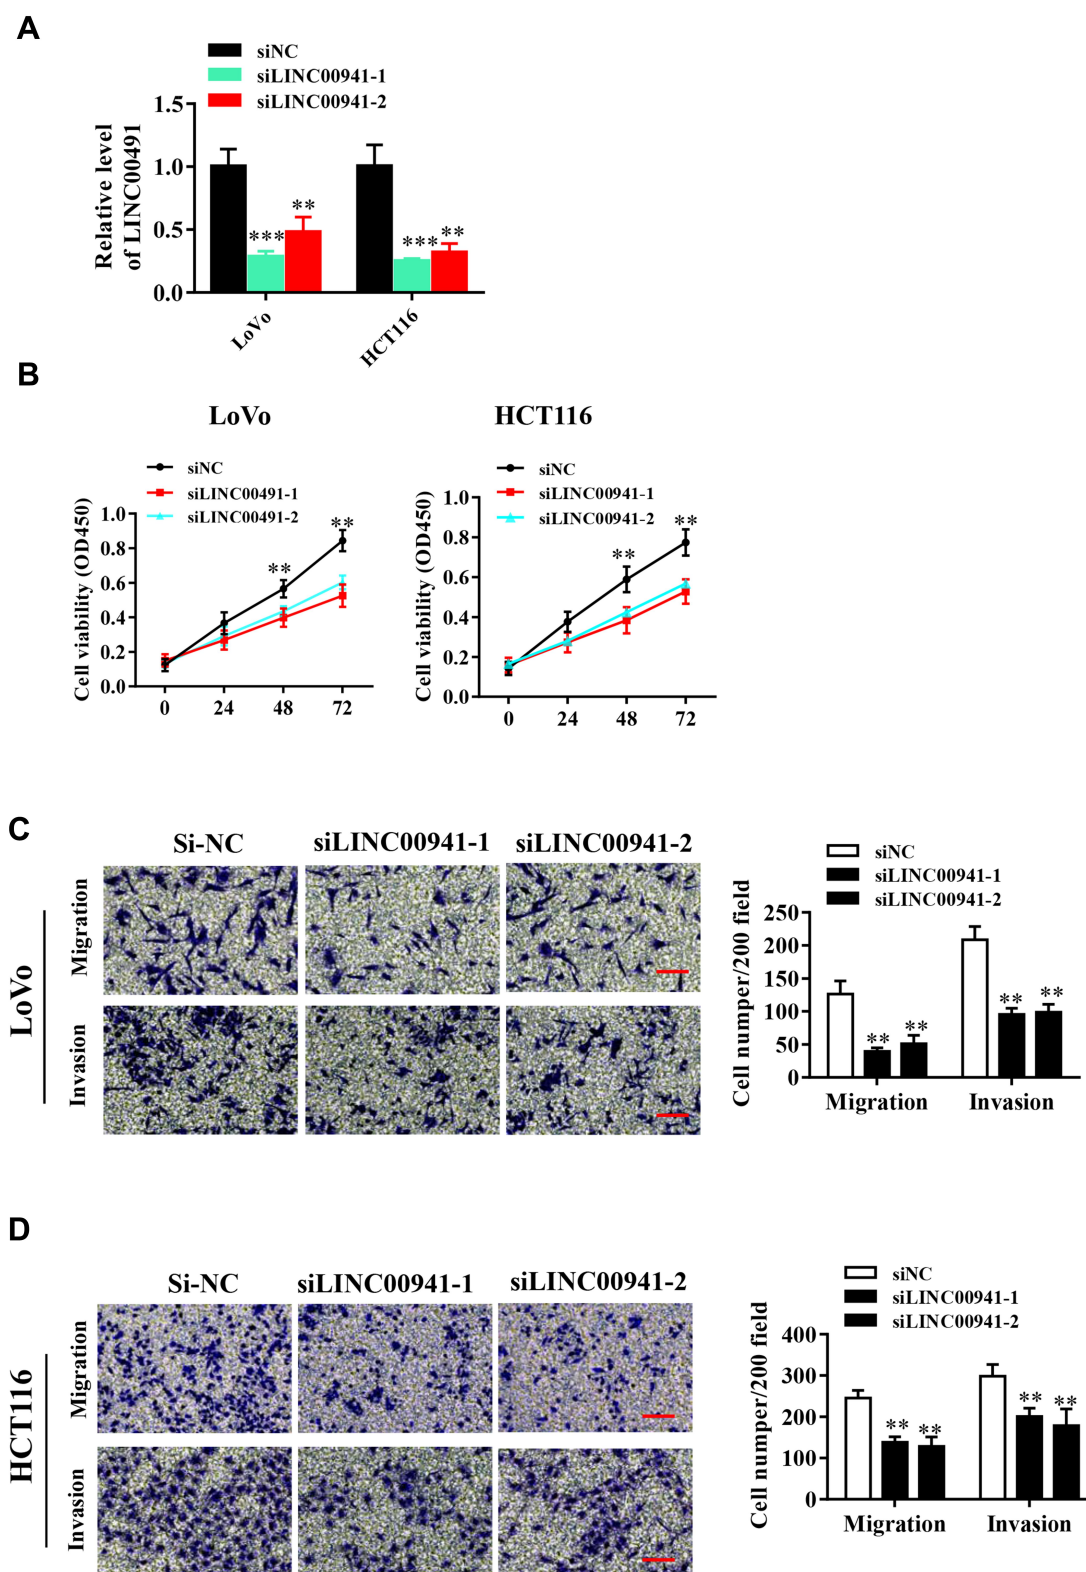 A
siNC
siLINC00941-1
siLINC00941-2
Relative level
of LINC00491
1.5
1.0
0.5
0.0
***
**
***
**
LoVo
HCT116
B
LoVo
siNC
siLINC00491-1
siLINC00491-2
Cell viability (OD450)
1.0
0.8
0.6
0.4
0.2
0.0
**
**
0
24
48
72
HCT116
siNC
siLINC00941-1
siLINC00941-2
Cell viability (OD450)
1.0
0.8
0.6
0.4
0.2
0.0
**
**
0
24
48
72
C
Si-NC
siLINC00941-1
siLINC00941-2
LoVo
Migration
Invasion
siNC
siLINC00941-1
siLINC00941-2
Cell numper/200 field
250
200
150
100
50
0
**
**
**
**
Migration
Invasion
D
Si-NC
siLINC00941-1
siLINC00941-2
HCT116
Migration
Invasion
siNC
siLINC00941-1
siLINC00941-2
Cell numper/200 field
400
300
200
100
0
**
**
**
**
Migration
Invasion